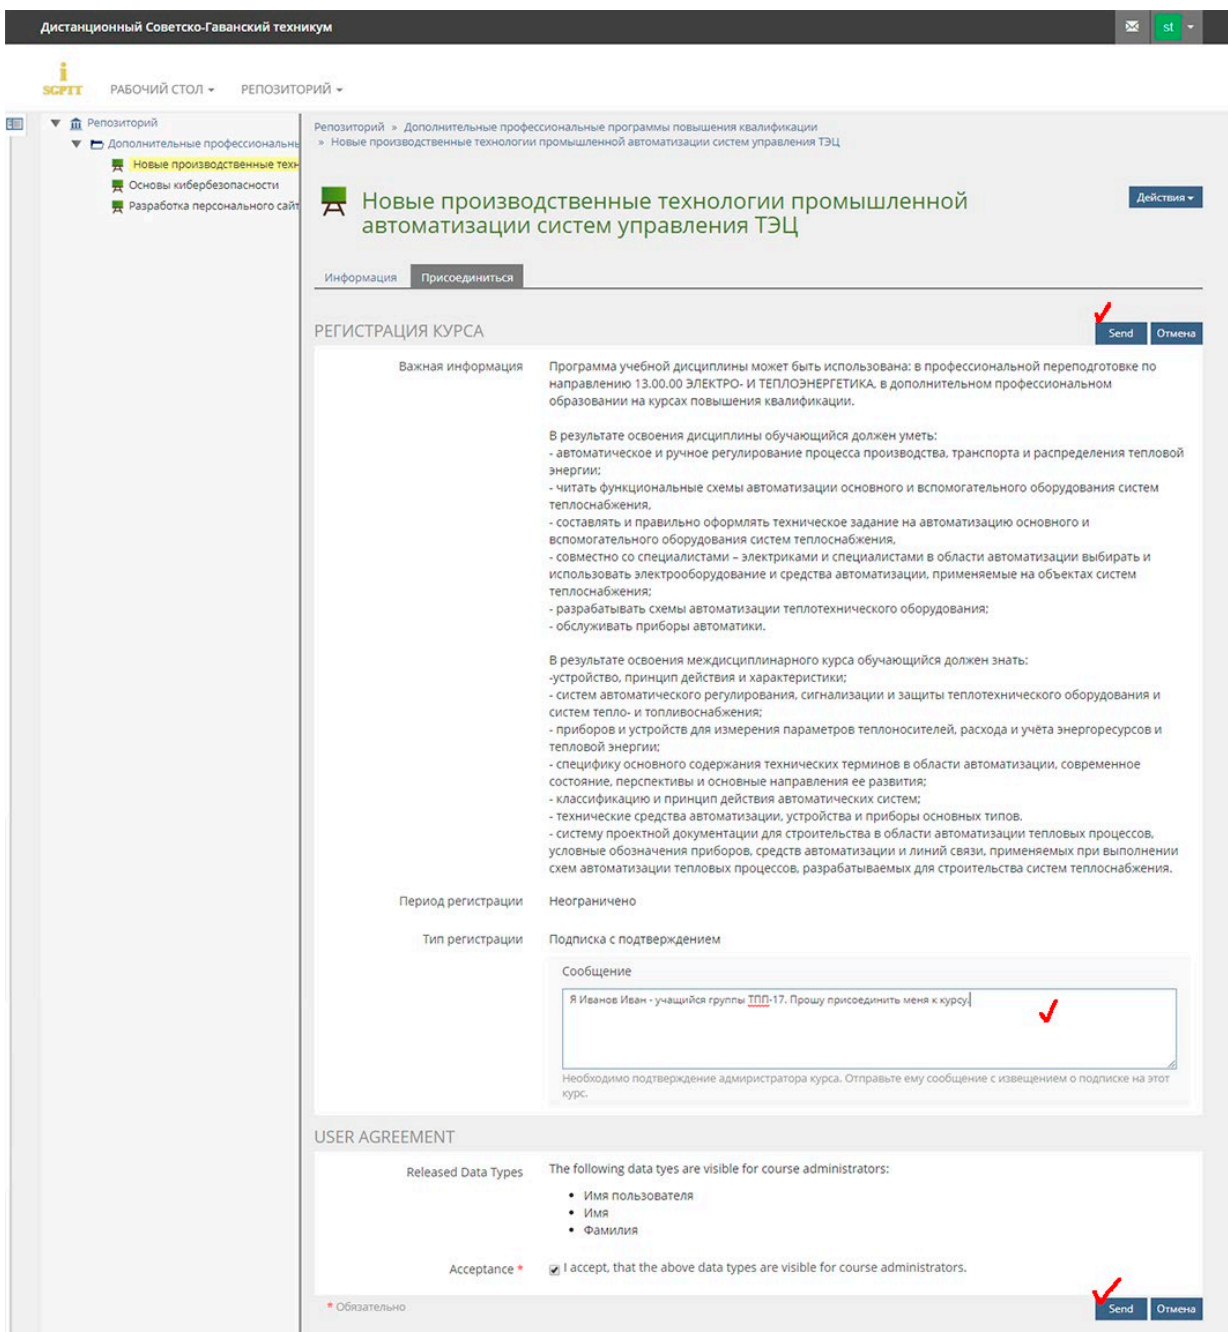 Дистанционный Советско-Гаванский техникум
st
i
SGPTT
РАБОЧИЙ СТОЛ
РЕПОЗИТОРИЙ
Репозиторий
Дополнительные профессиональнь
Новые производственные техн
Основы кибербезопасности
Разработка персонального сайт
Репозиторий » Дополнительные профессиональные программы повышения квалификации
» Новые производственные технологии промышленной автоматизации систем управления ТЭЦ
Новые производственные технологии промышленной
автоматизации систем управления ТЭЦ
Действия
Информация
Присоединиться
РЕГИСТРАЦИЯ КУРСА
Send
Отмена
Важная информация
Программа учебной дисциплины может быть использована: в профессиональной переподготовке по
направлению 13.00.00 ЭЛЕКТРО- И ТЕПЛОЭНЕРГЕТИКА, в дополнительном профессиональном
образовании на курсах повышения квалификации.
В результате освоения дисциплины обучающийся должен уметь:
- автоматическое и ручное регулирование процесса производства, транспорта и распределения тепловой
энергии;
- читать функциональные схемы автоматизации основного и вспомогательного оборудования систем
теплоснабжения,
- составлять и правильно оформлять техническое задание на автоматизацию основного и
вспомогательного оборудования систем теплоснабжения,
- совместно со специалистами – электриками и специалистами в области автоматизации выбирать и
использовать электрооборудование и средства автоматизации, применяемые на объектах систем
теплоснабжения;
- разрабатывать схемы автоматизации теплотехнического оборудования;
- обслуживать приборы автоматики.
В результате освоения междисциплинарного курса обучающийся должен знать:
-устройство, принцип действия и характеристики;
- систем автоматического регулирования, сигнализации и защиты теплотехнического оборудования и
систем тепло- и топливоснабжения;
- приборов и устройств для измерения параметров теплоносителей, расхода и учёта энергоресурсов и
тепловой энергии;
- специфику основного содержания технических терминов в области автоматизации, современное
состояние, перспективы и основные направления ее развития;
- классификацию и принцип действия автоматических систем;
- технические средства автоматизации, устройства и приборы основных типов.
- систему проектной документации для строительства в области автоматизации тепловых процессов,
условные обозначения приборов, средств автоматизации и линий связи, применяемых при выполнении
схем автоматизации тепловых процессов, разрабатываемых для строительства систем теплоснабжения.
Период регистрации
Неограничено
Тип регистрации
Подписка с подтверждением
Сообщение
Я Иванов Иван - учащийся группы ТПП-17. Прошу присоединить меня к курсу.
Необходимо подтверждение адмиристратора курса. Отправьте ему сообщение с извещением о подписке на этот
курс.
USER AGREEMENT
Released Data Types
The following data tyes are visible for course administrators:
• Имя пользователя
• Имя
• Фамилия
Acceptance *
I accept, that the above data types are visible for course administrators.
* Обязательно
Send
Отмена